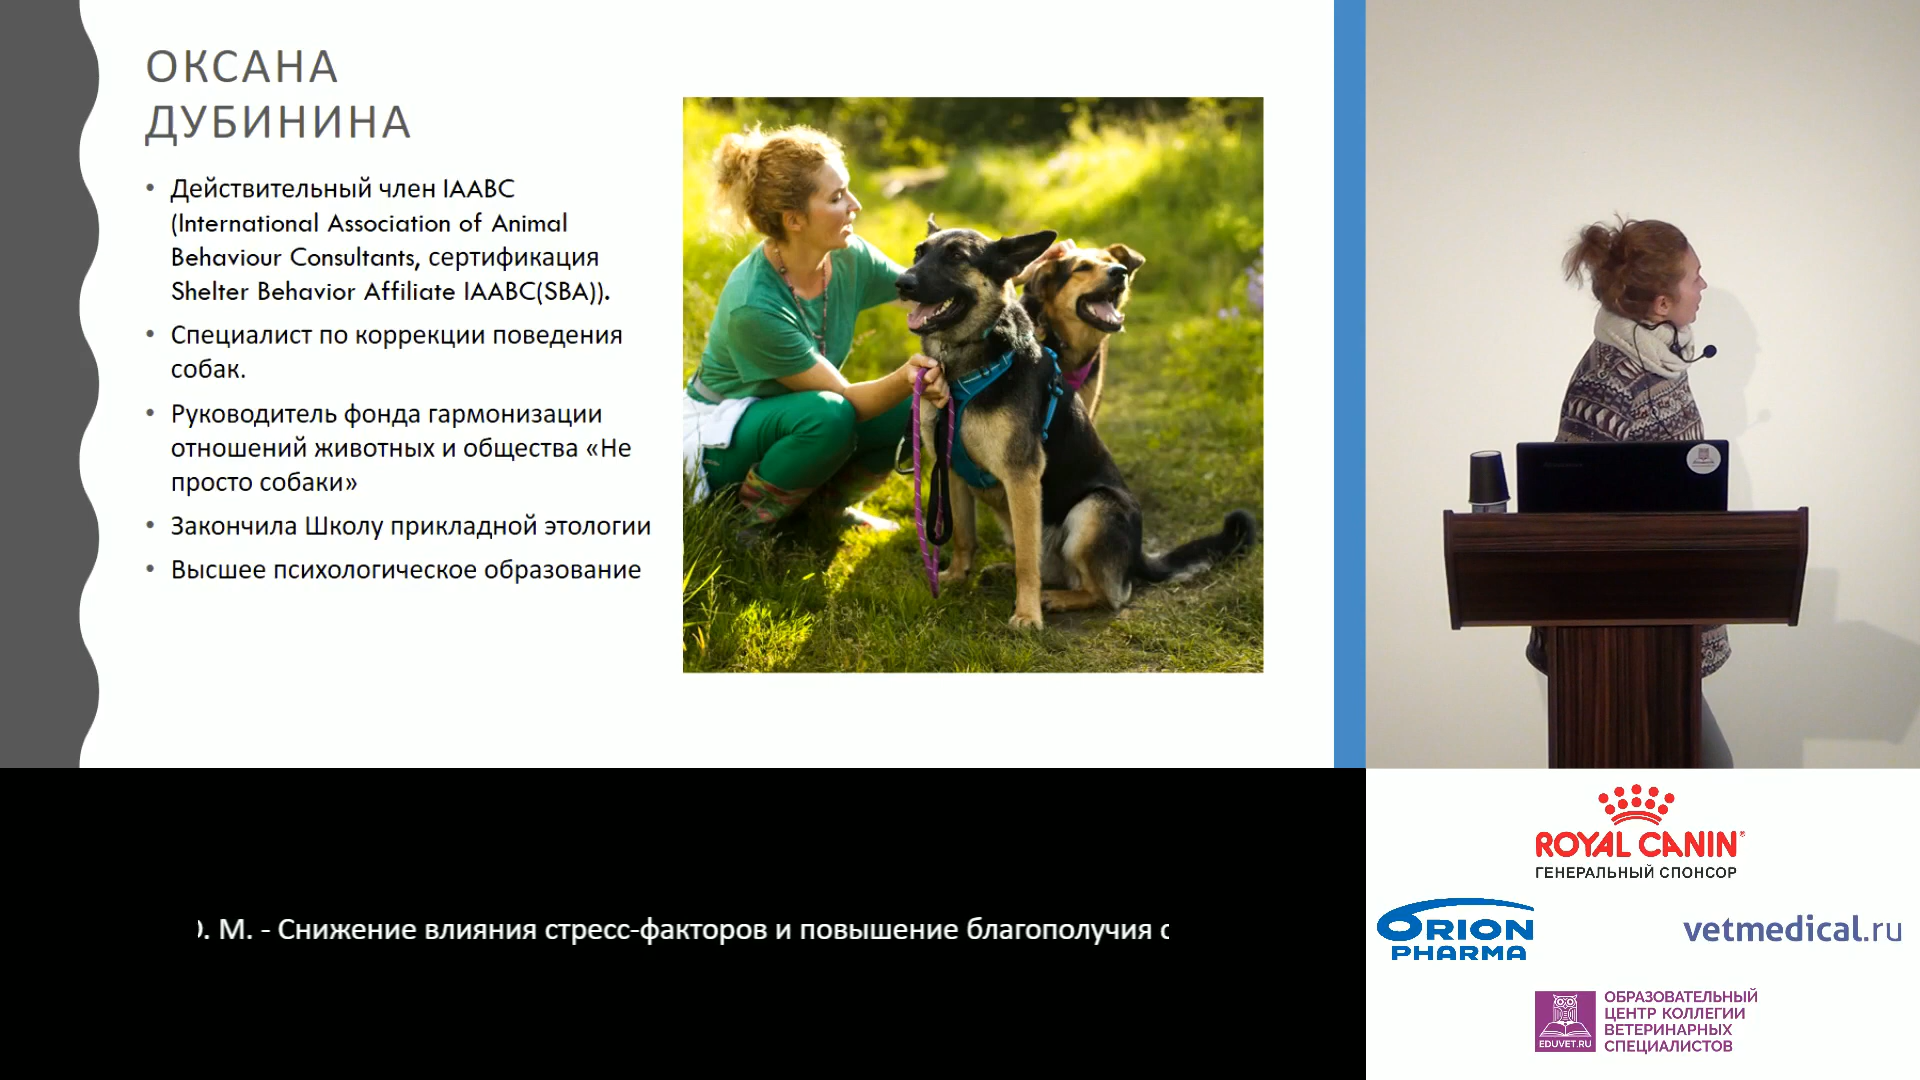 ОКСАНА
ДУБИНИНА
• Действительный член IAABC
(International Association of Animal
Behaviour Consultants, сертификация
Shelter Behavior Affiliate IAABC(SBA)).
• Специалист по коррекции поведения
собак.
• Руководитель фонда гармонизации
отношений животных и общества «Не
просто собаки»
• Закончила Школу прикладной этологии
• Высшее психологическое образование
М. - Снижение влияния стресс-факторов и повышение благополучия с
ROYAL CANIN
ГЕНЕРАЛЬНЫЙ СПОНСОР
ORION
PHARMA
vetmedical.ru
EDUVET.RU
ОБРАЗОВАТЕЛЬНЫЙ
ЦЕНТР КОЛЛЕГИИ
ВЕТЕРИНАРНЫХ
СПЕЦИАЛИСТОВ